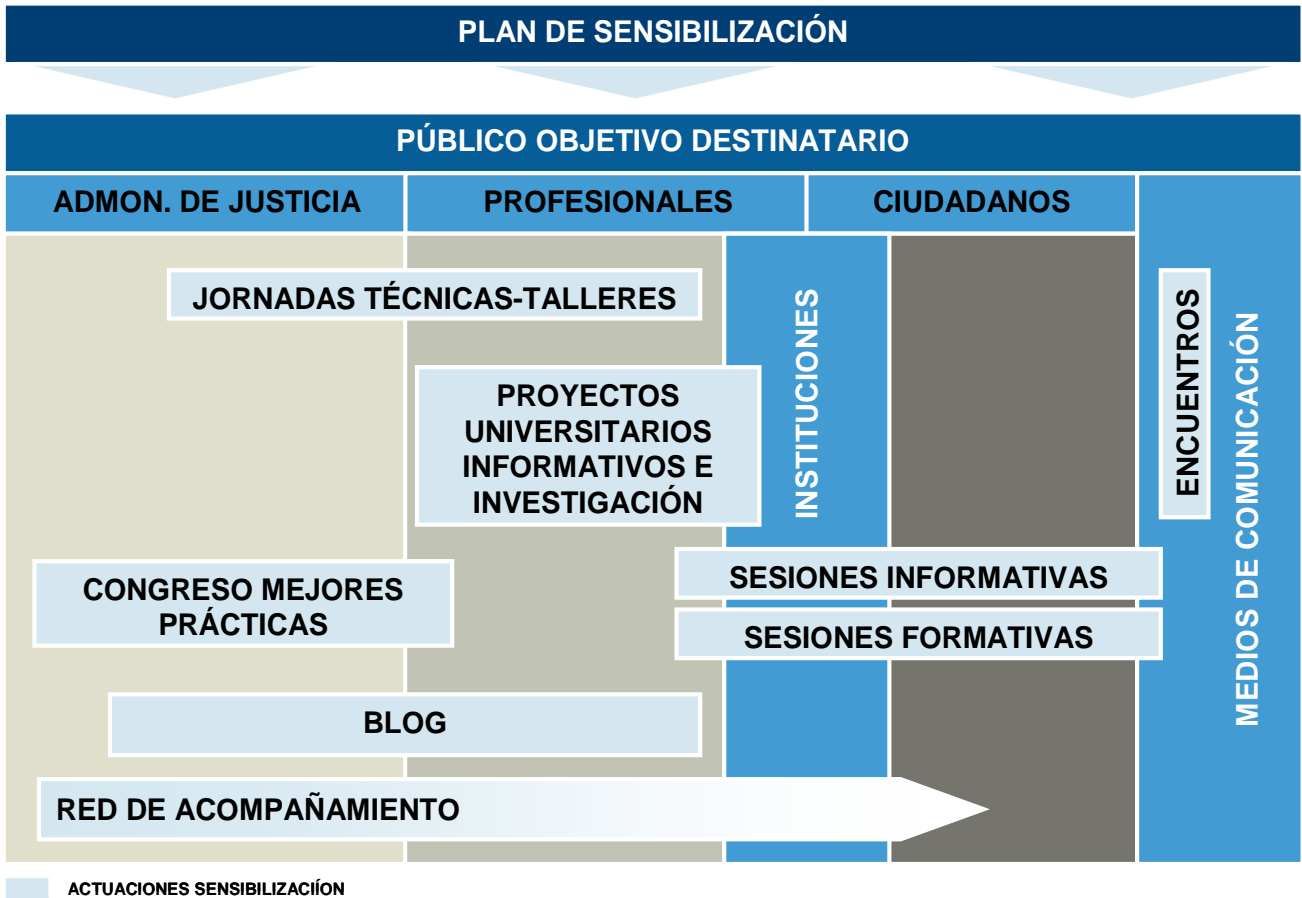 PLAN DE SENSIBILIZACIÓN
PÚBLICO OBJETIVO DESTINATARIO
ADMON. DE JUSTICIA
PROFESIONALES
CIUDADANOS
MEDIOS DE COMUNICACIÓN
INSTITUCIONES
JORNADAS TÉCNICAS-TALLERES
ENCUENTROS
PROYECTOS
UNIVERSITARIOS
INFORMATIVOS E
INVESTIGACIÓN
CONGRESO MEJORES
PRÁCTICAS
SESIONES INFORMATIVAS
SESIONES FORMATIVAS
BLOG
RED DE ACOMPAÑAMIENTO
ACTUACIONES SENSIBILIZACIÍON